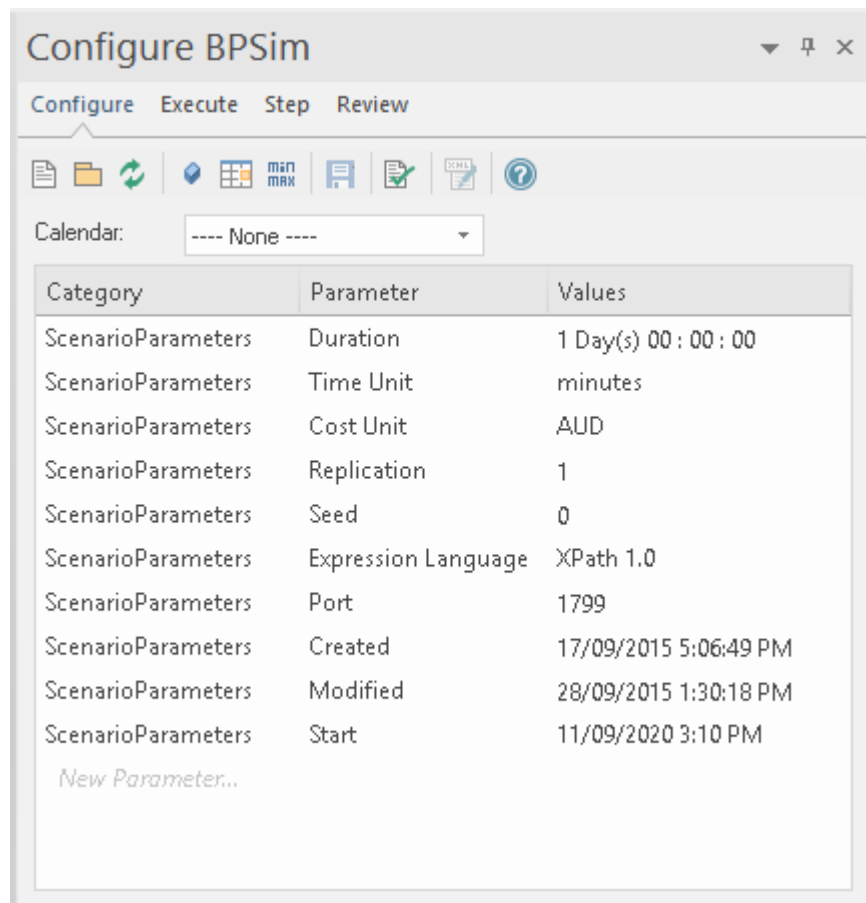 Configure BPSim
Configure Execute Step Review
min
max
XML
Calendar: ---- None ----
Category Parameter Values
ScenarioParameters Duration 1 Day(s) 00 : 00 : 00
ScenarioParameters Time Unit minutes
ScenarioParameters Cost Unit AUD
ScenarioParameters Replication 1
ScenarioParameters Seed 0
ScenarioParameters Expression Language XPath 1.0
ScenarioParameters Port 1799
ScenarioParameters Created 17/09/2015 5:06:49 PM
ScenarioParameters Modified 28/09/2015 1:30:18 PM
ScenarioParameters Start 11/09/2020 3:10 PM
New Parameter...